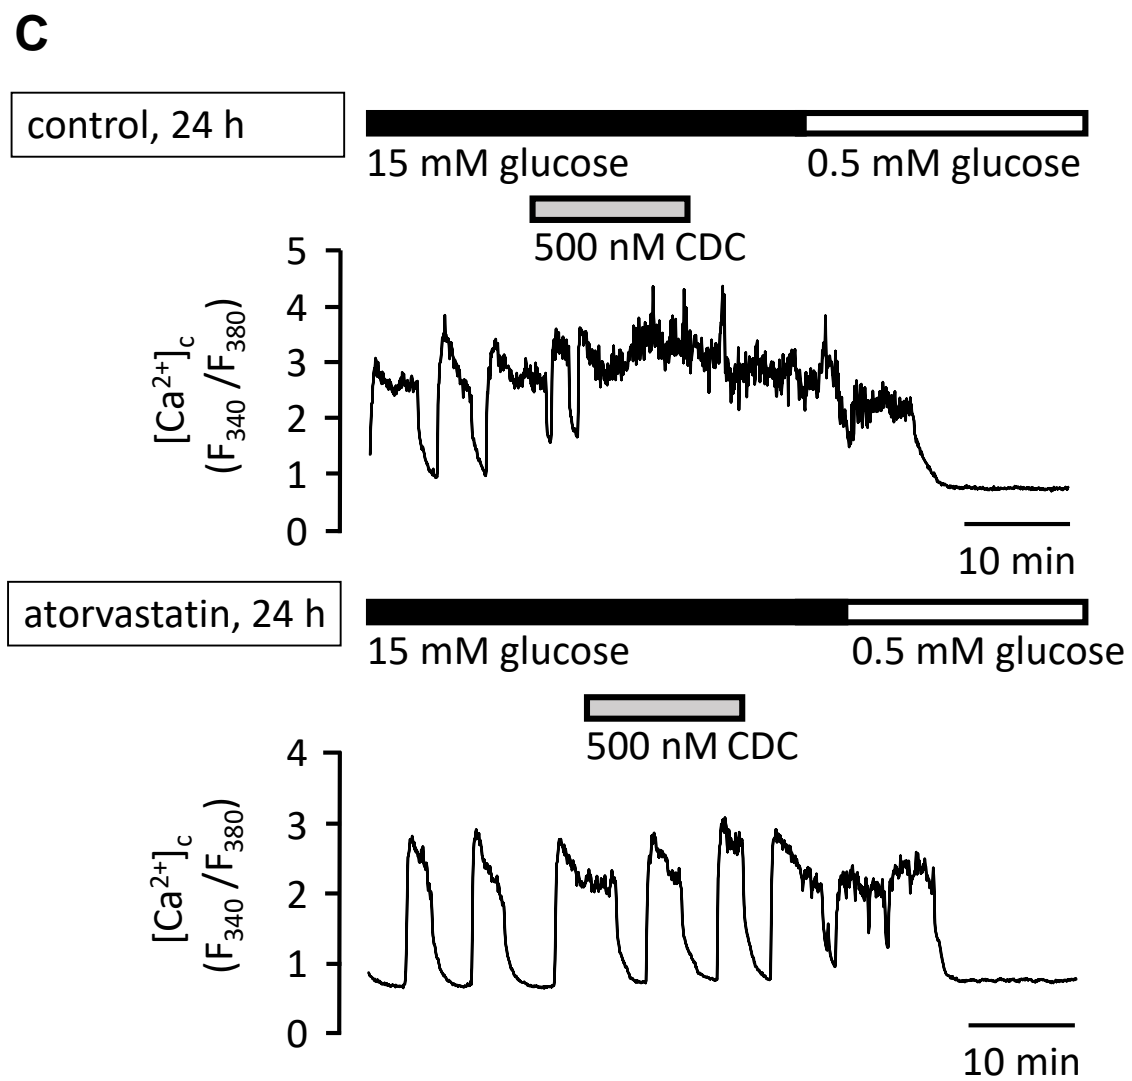 C
control, 24 h
15 mM glucose
0.5 mM glucose
500 nM CDC
5
4
3
2
1
0
[Ca²⁺]c
(F₃₄₀ /F₃₈₀)
10 min
atorvastatin, 24 h
15 mM glucose
0.5 mM glucose
500 nM CDC
4
3
2
1
0
[Ca²⁺]c
(F₃₄₀ /F₃₈₀)
10 min